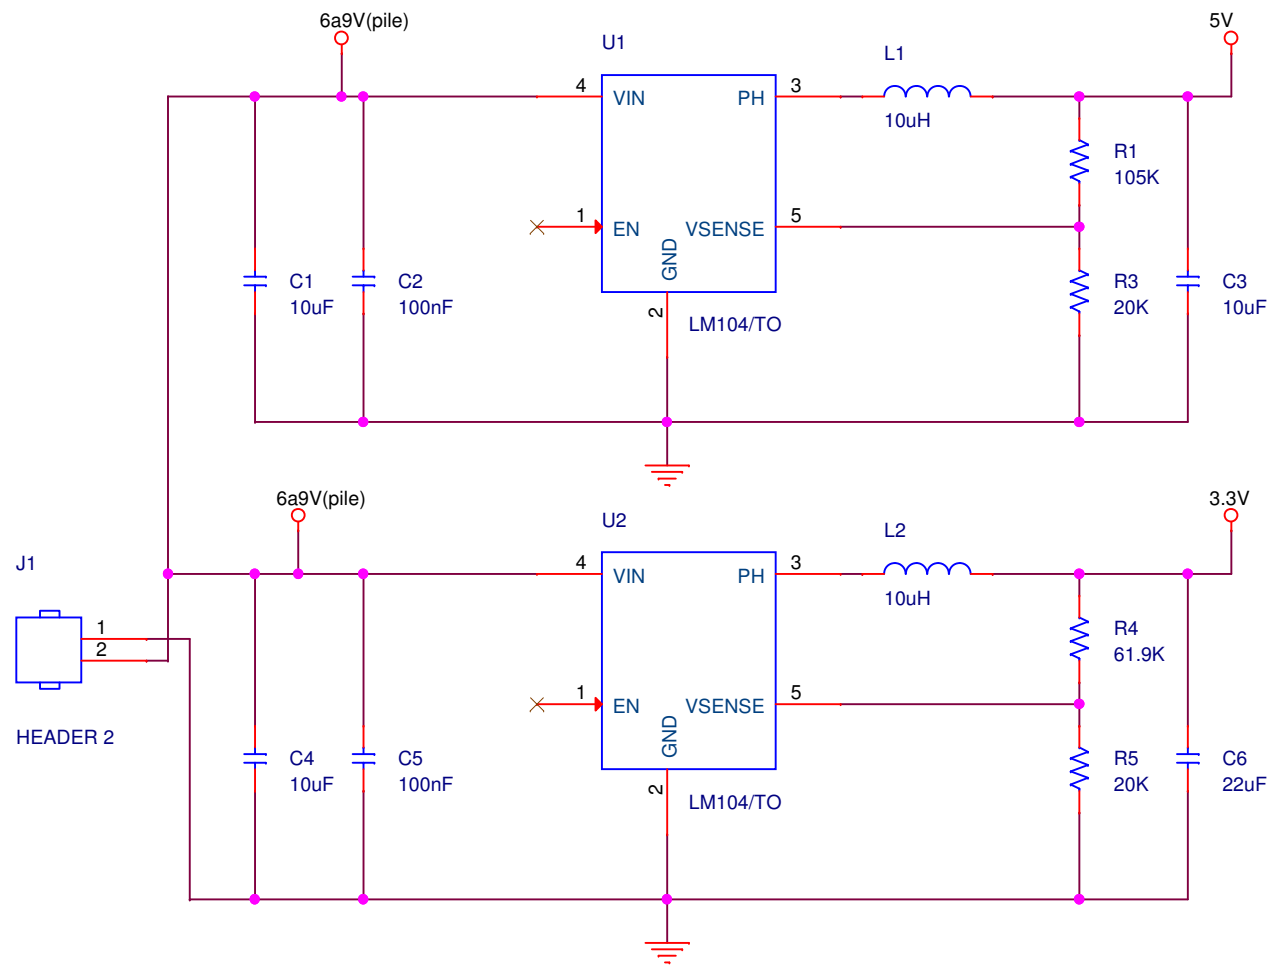 6a9V(pile)
5V
U1
L1
4
VIN
PH
3
10uH
R1
105K
1
EN
VSENSE
5
GND
C1
10uF
C2
100nF
R3
20K
C3
10uF
2
LM104/TO
6a9V(pile)
3.3V
U2
L2
J1
4
VIN
PH
3
10uH
1
2
R4
61.9K
1
EN
VSENSE
5
GND
HEADER 2
C4
10uF
C5
100nF
R5
20K
C6
22uF
2
LM104/TO